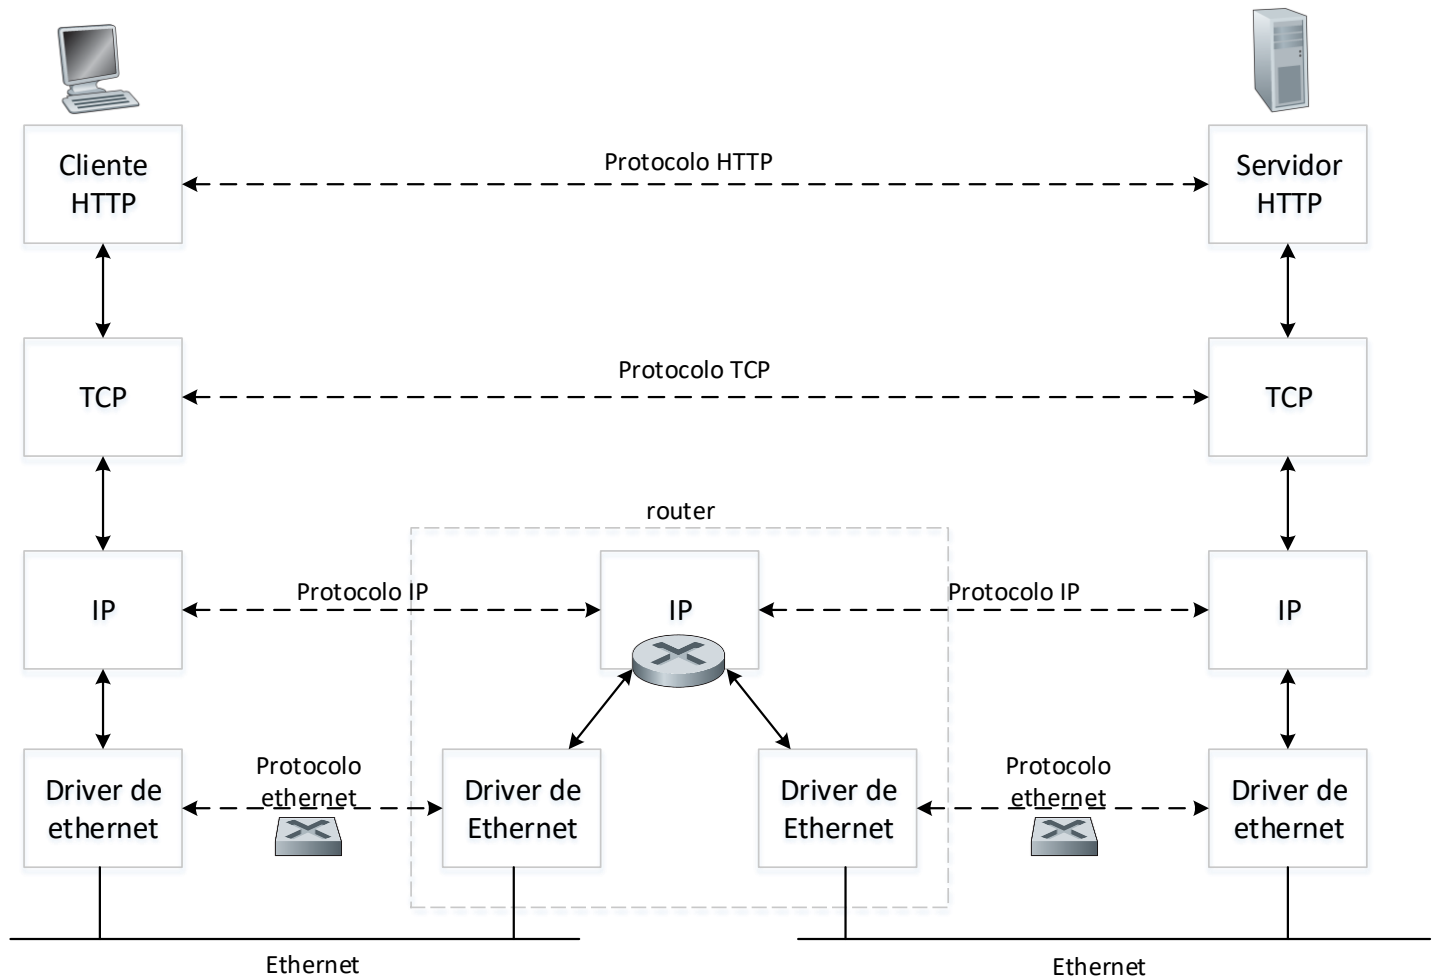 Cliente
HTTP
Protocolo HTTP
Servidor
HTTP
TCP
Protocolo TCP
TCP
router
IP
Protocolo IP
IP
Protocolo IP
IP
Driver de
ethernet
Protocolo
ethernet
Driver de
Ethernet
Driver de
Ethernet
Protocolo
ethernet
Driver de
ethernet
Ethernet
Ethernet